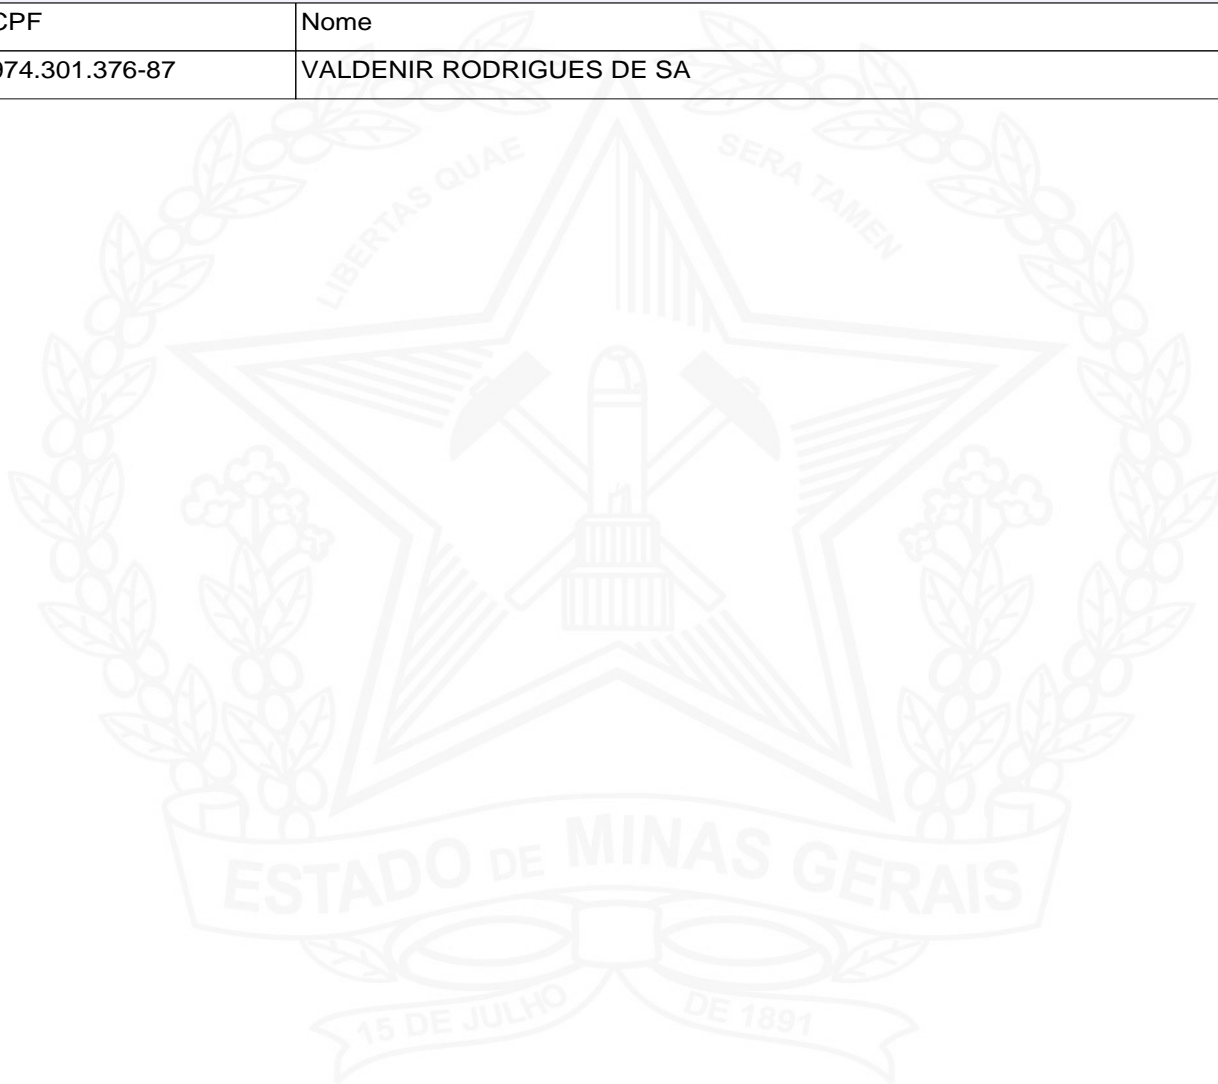 CPF Nome
974.301.376-87 VALDENIR RODRIGUES DE SA
LIBERTAS QUAE SERA TAMEN
ESTADO DE MINAS GERAIS
15 DE JULHO DE 1891